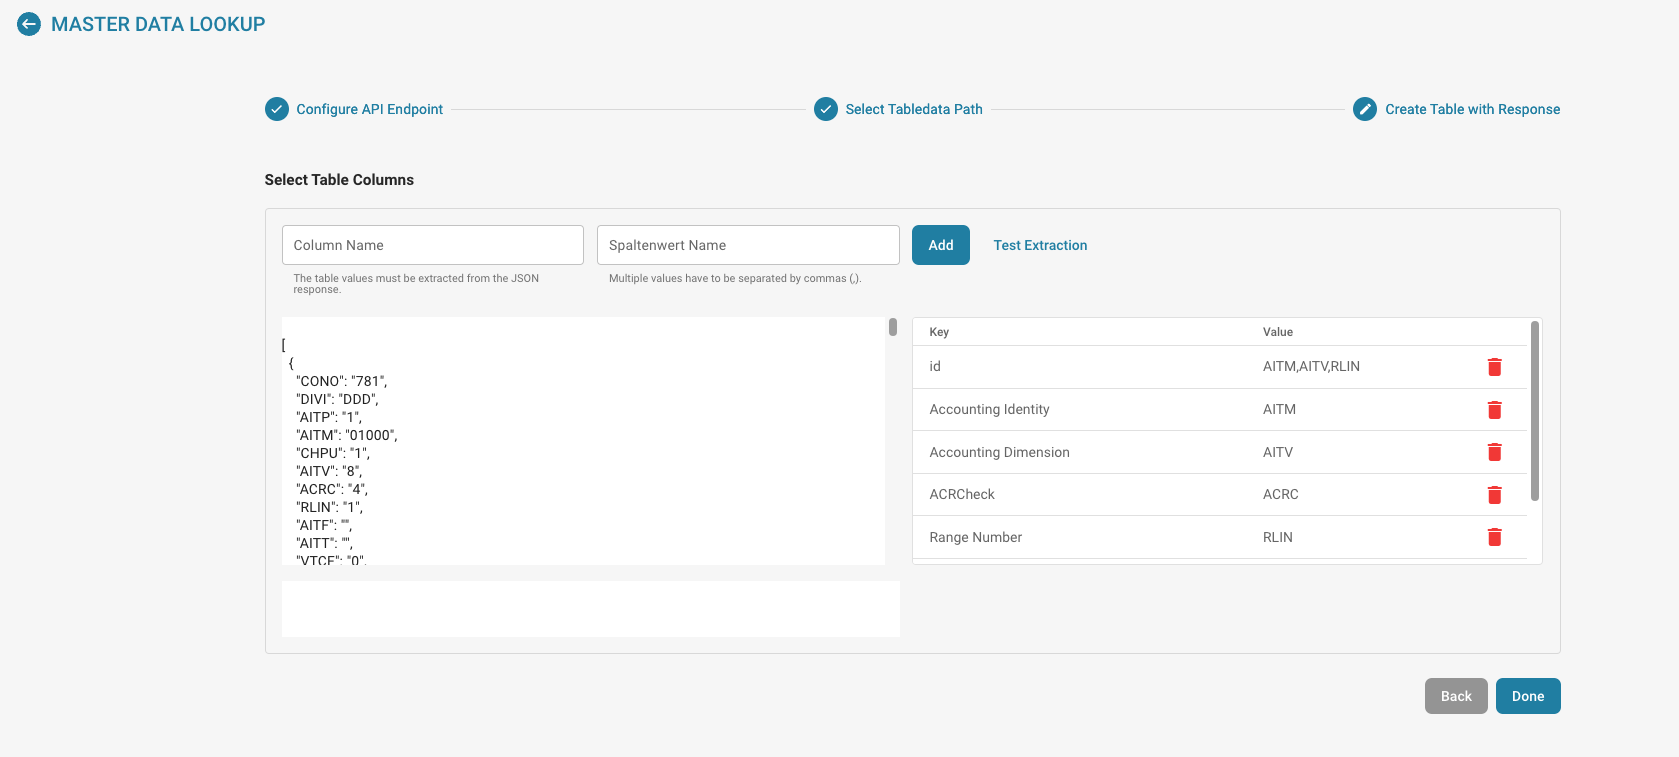 MASTER DATA LOOKUP
Configure API Endpoint
Select Tabledata Path
Create Table with Response
Select Table Columns
Column Name
Spaltenwert Name
Add
Test Extraction
The table values must be extracted from the JSON
response.
Multiple values have to be separated by commas (,).
[
{
"CONO": "781",
"DIVI": "DDD",
"AITP": "1",
"AITM": "01000",
"CHPU": "1",
"AITV": "8",
"ACRC": "4",
"RLIN": "1",
"AITF": "",
"AITT": "",
"VTCF": "0",
Key Value
id AITM,AITV,RLIN
Accounting Identity AITM
Accounting Dimension AITV
ACRCheck ACRC
Range Number RLIN
Back
Done